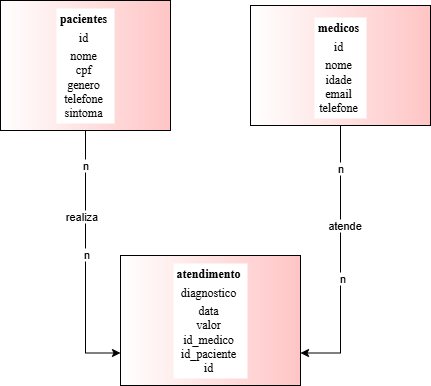 pacientes
id
nome
cpf
genero
telefone
sintoma
medicos
id
nome
idade
email
telefone
n
n
realiza
atende
n
n
atendimento
diagnostico
data
valor
id_medico
id_paciente
id